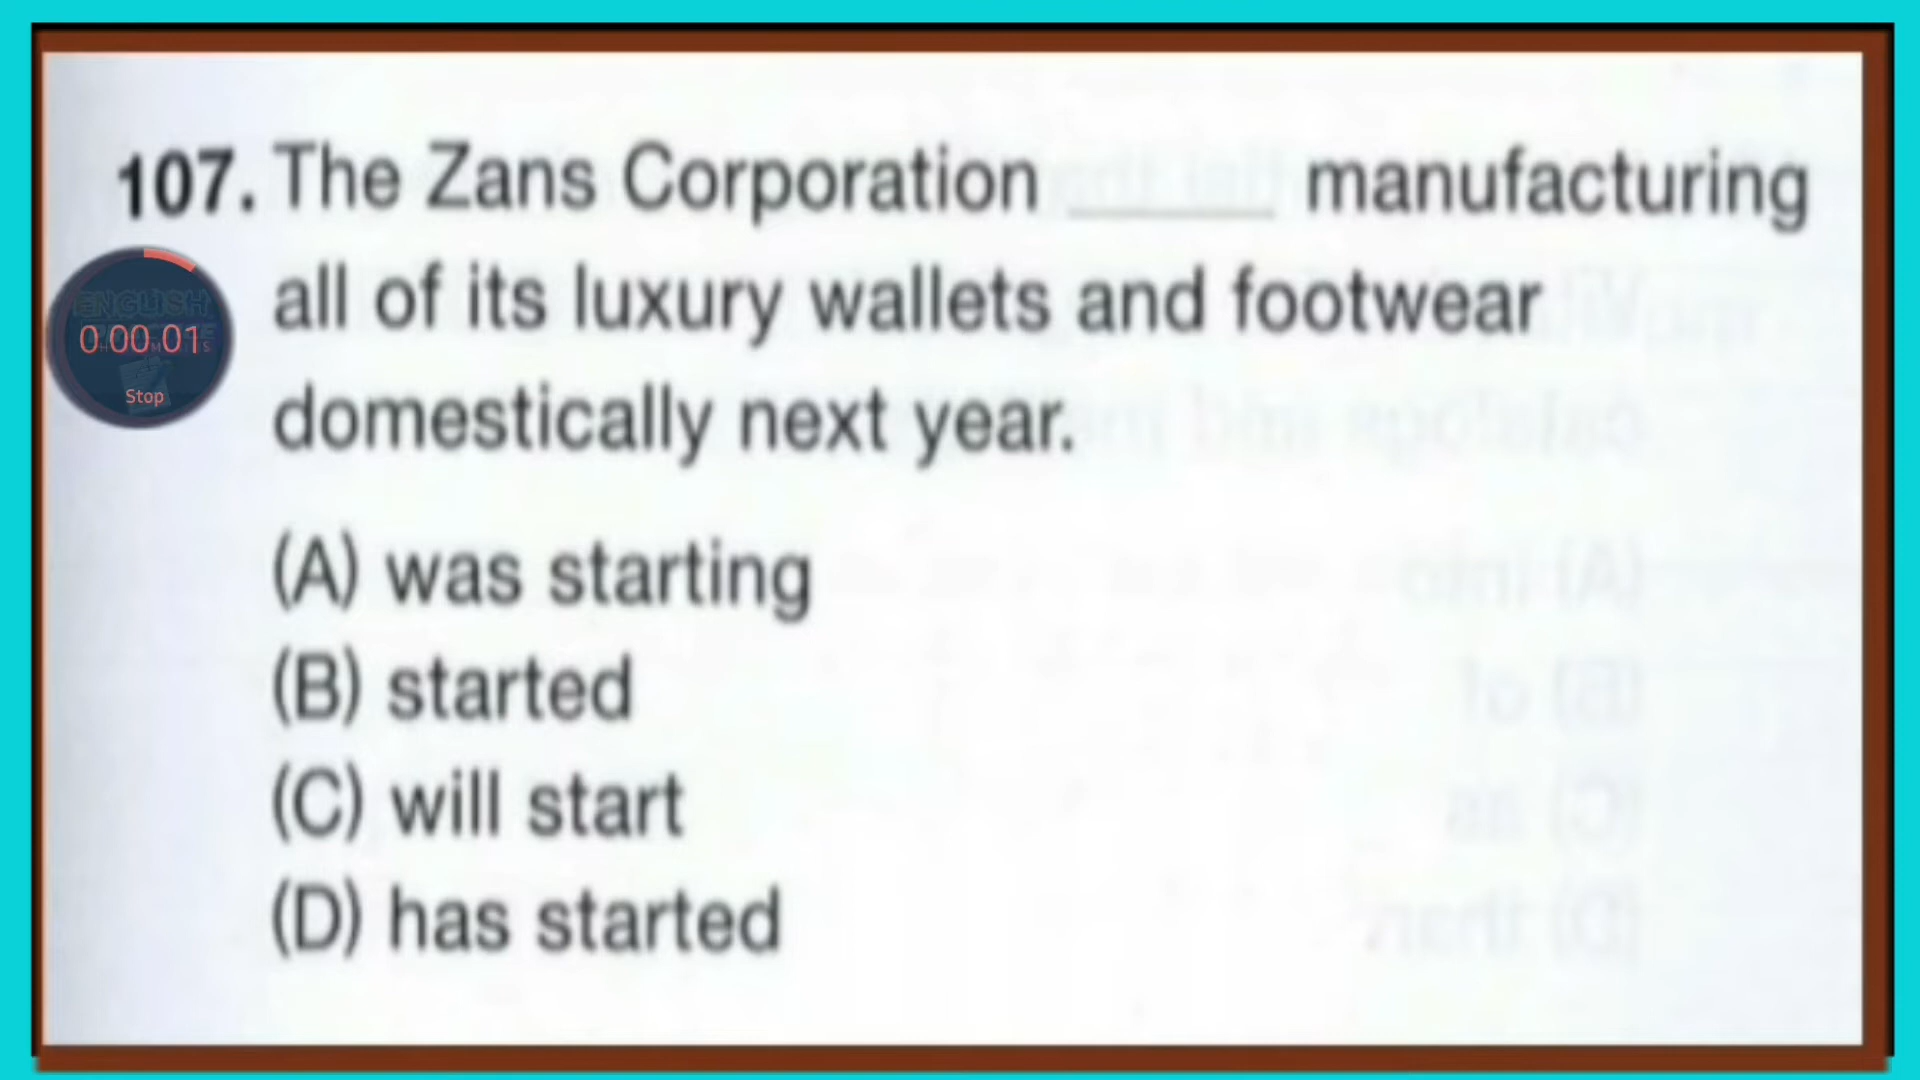 107. The Zans Corporation ______ manufacturing
all of its luxury wallets and footwear
domestically next year.
0:00:01
Stop
(A) was starting
(B) started
(C) will start
(D) has started